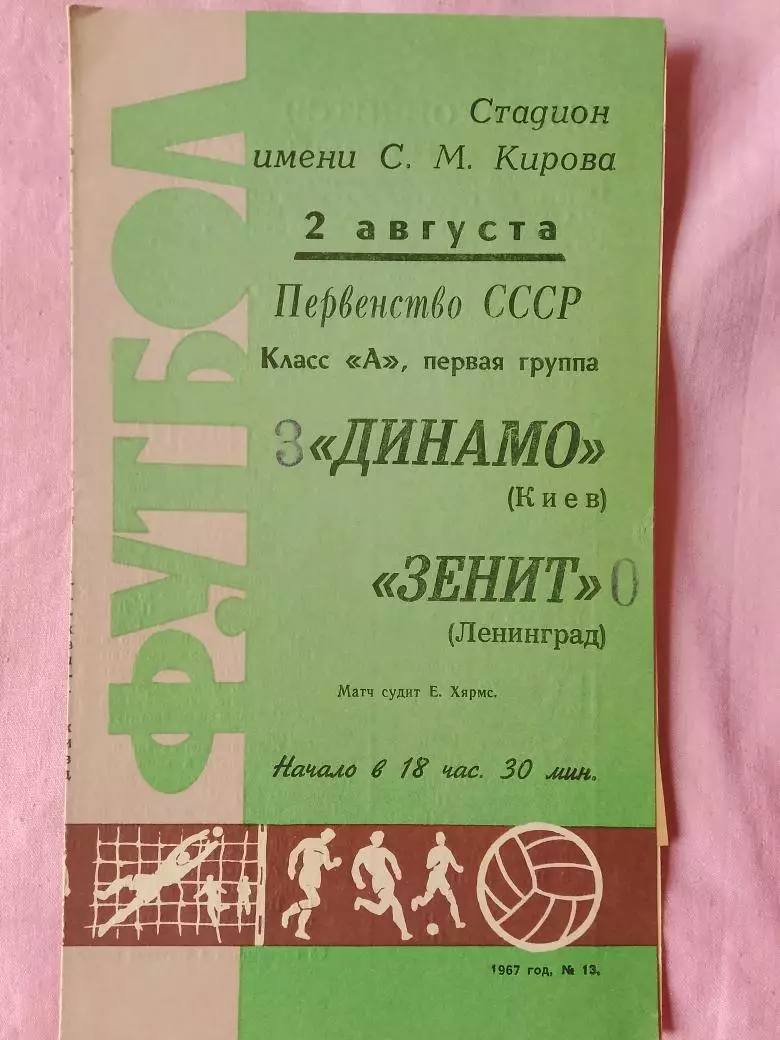 ФУТБОЛ
Стадион
имени С. М. Кирова
2 августа
Первенство СССР
Класс «А», первая группа
3 «ДИНАМО»
(Киев)
«ЗЕНИТ» 0
(Ленинград)
Матч судит Е. Хярмс.
Начало в 18 час. 30 мин.
1967 год, № 13.